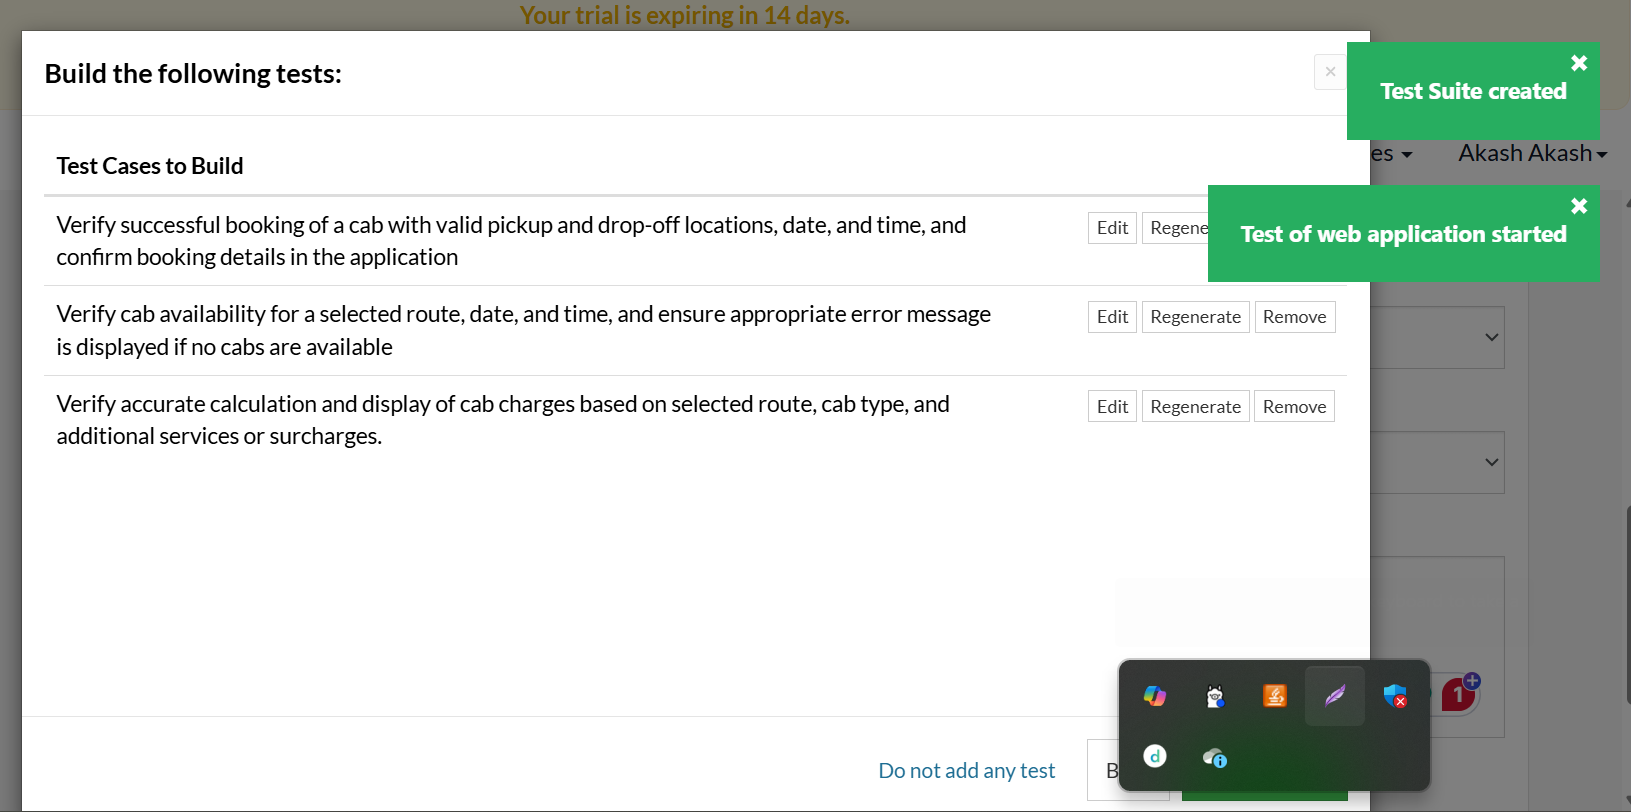 Your trial is expiring in 14 days.
Build the following tests:
×
Test Suite created
es
Akash Akash
Test Cases to Build
Test of web application started
Verify successful booking of a cab with valid pickup and drop-off locations, date, and time, and
confirm booking details in the application
Edit
Regene
Verify cab availability for a selected route, date, and time, and ensure appropriate error message
is displayed if no cabs are available
Edit
Regenerate
Remove
Verify accurate calculation and display of cab charges based on selected route, cab type, and
additional services or surcharges.
Edit
Regenerate
Remove
1
d
Do not add any test
B